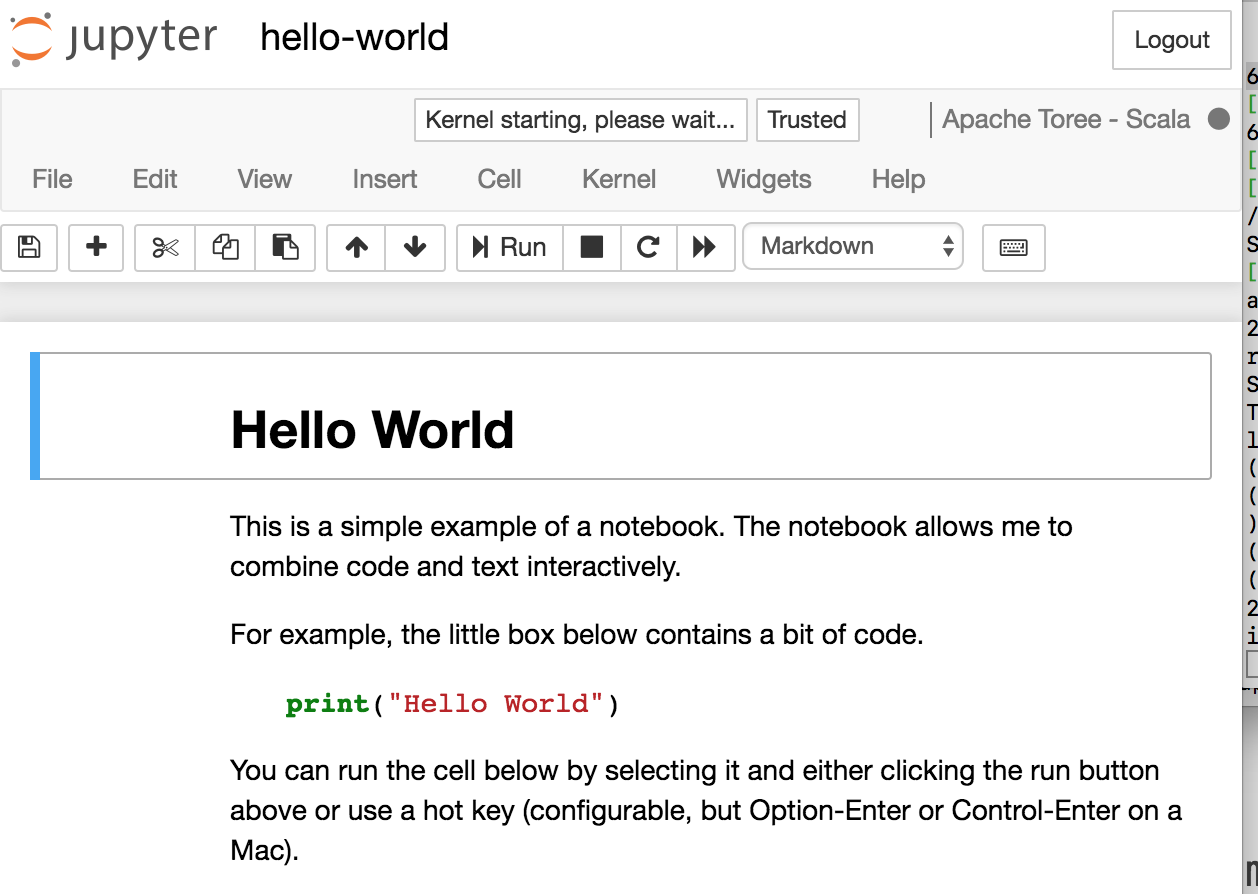 jupyter hello-world
Logout
Kernel starting, please wait... Trusted Apache Toree - Scala
File Edit View Insert Cell Kernel Widgets Help
Run Markdown
Hello World
This is a simple example of a notebook. The notebook allows me to
combine code and text interactively.
For example, the little box below contains a bit of code.
print("Hello World")
You can run the cell below by selecting it and either clicking the run button
above or use a hot key (configurable, but Option-Enter or Control-Enter on a
Mac).